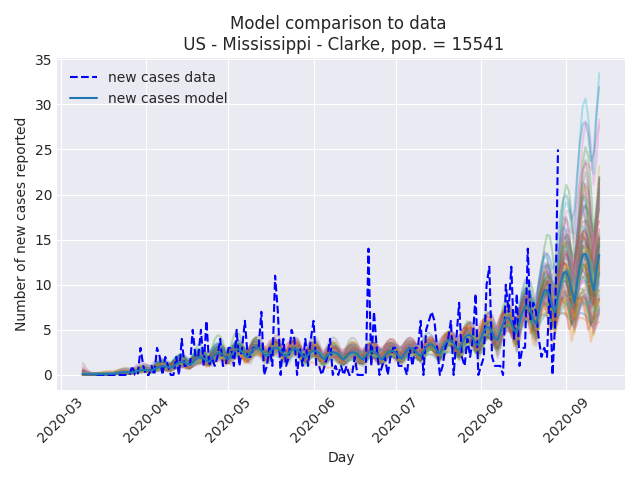 Model comparison to data
US - Mississippi - Clarke, pop. = 15541
new cases data
new cases model
Number of new cases reported
35
30
25
20
15
10
5
0
2020-03
2020-04
2020-05
2020-06
2020-07
2020-08
2020-09
Day